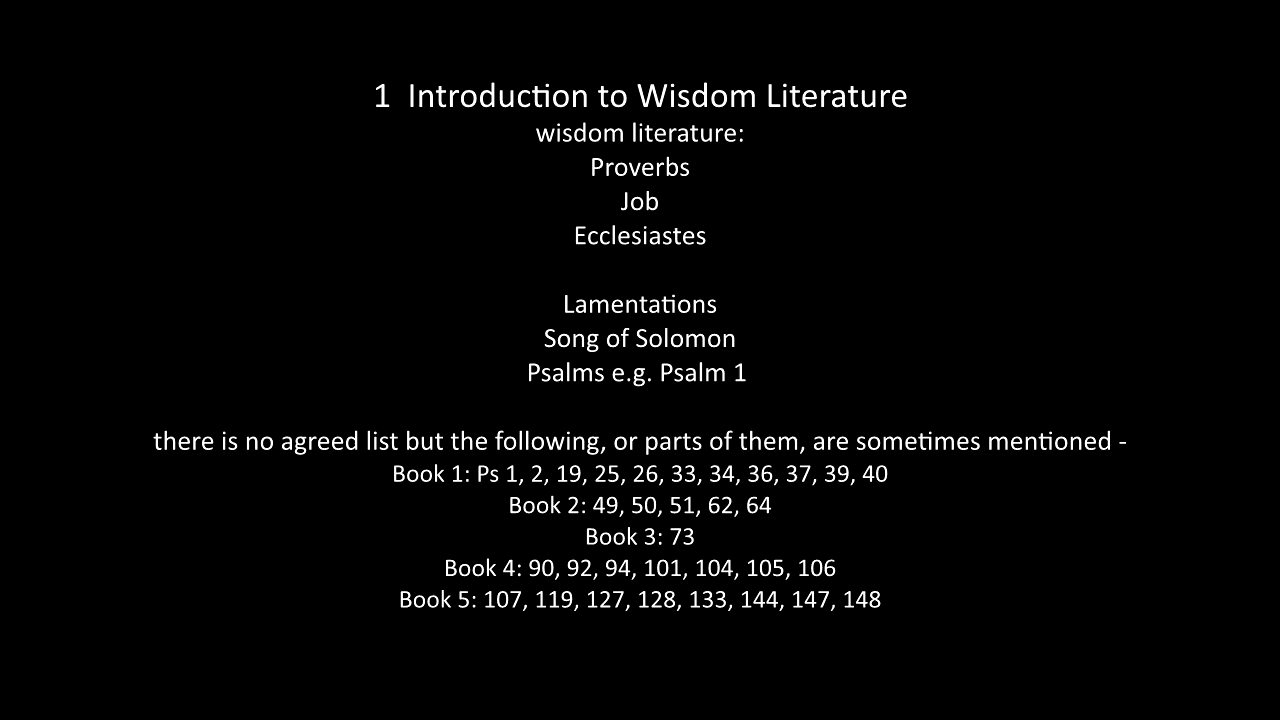 1 Introduction to Wisdom Literature
wisdom literature:
Proverbs
Job
Ecclesiastes
Lamentations
Song of Solomon
Psalms e.g. Psalm 1
there is no agreed list but the following, or parts of them, are sometimes mentioned -
Book 1: Ps 1, 2, 19, 25, 26, 33, 34, 36, 37, 39, 40
Book 2: 49, 50, 51, 62, 64
Book 3: 73
Book 4: 90, 92, 94, 101, 104, 105, 106
Book 5: 107, 119, 127, 128, 133, 144, 147, 148